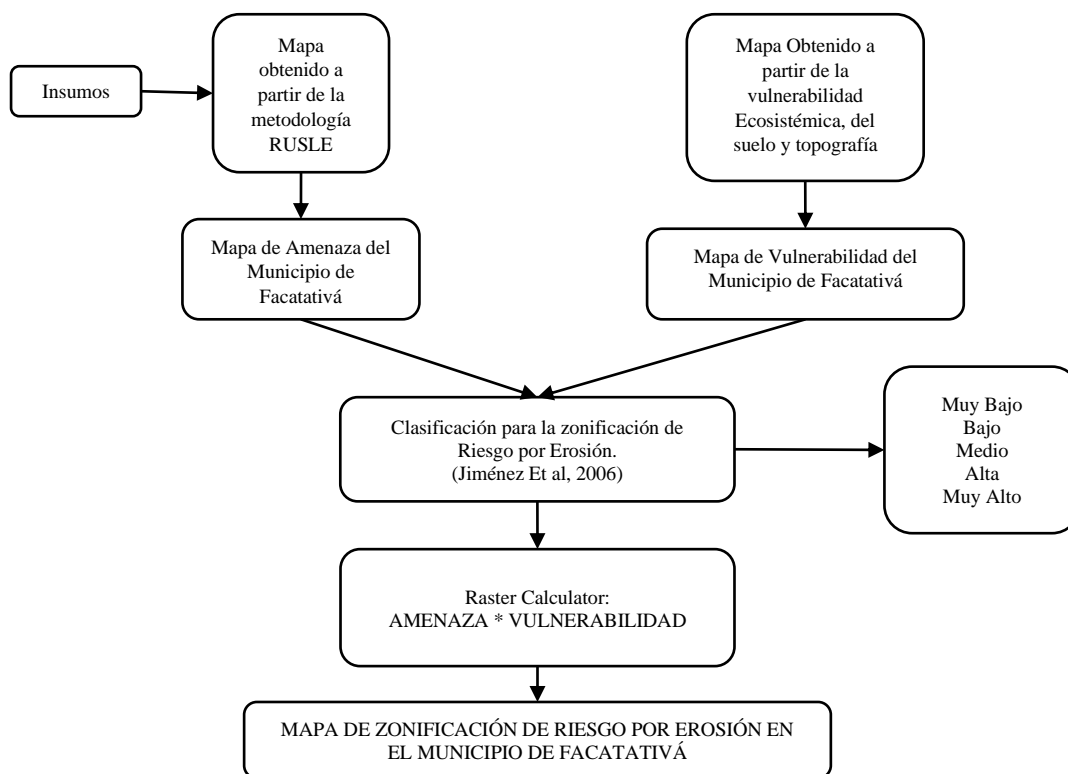 Insumos
Mapa
obtenido a
partir de la
metodología
RUSLE
Mapa Obtenido a
partir de la
vulnerabilidad
Ecosistémica, del
suelo y topografía
Mapa de Amenaza del
Municipio de
Facatativá
Mapa de Vulnerabilidad del
Municipio de Facatativá
Clasificación para la zonificación de
Riesgo por Erosión.
(Jiménez Et al, 2006)
Muy Bajo
Bajo
Medio
Alta
Muy Alto
Raster Calculator:
AMENAZA * VULNERABILIDAD
MAPA DE ZONIFICACIÓN DE RIESGO POR EROSIÓN EN
EL MUNICIPIO DE FACATATIVÁ